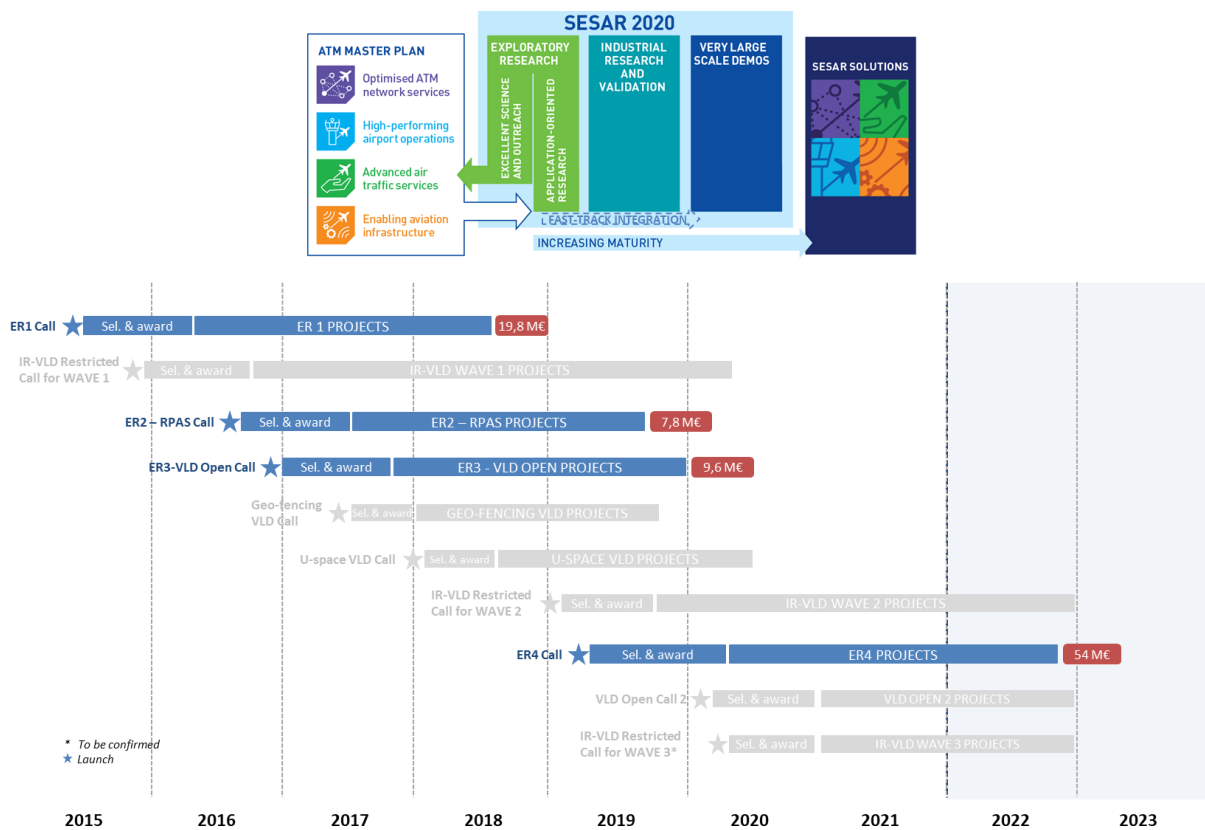 SESAR 2020
ATM MASTER PLAN
Optimised ATM
network services
High-performing
airport operations
Advanced air
traffic services
Enabling aviation
infrastructure
EXPLORATORY
RESEARCH
EXCELLENT SCIENCE
AND OUTREACH
APPLICATION-ORIENTED
RESEARCH
INDUSTRIAL
RESEARCH
AND
VALIDATION
VERY LARGE
SCALE DEMOS
SESAR SOLUTIONS
FAST-TRACK INTEGRATION
INCREASING MATURITY
ER1 Call
Sel. & award
ER 1 PROJECTS
19,8 M€
IR-VLD Restricted
Call for WAVE 1
Sel. & award
IR-VLD WAVE 1 PROJECTS
ER2 – RPAS Call
Sel. & award
ER2 – RPAS PROJECTS
7,8 M€
ER3-VLD Open Call
Sel. & award
ER3 - VLD OPEN PROJECTS
9,6 M€
Geo-fencing
VLD Call
Sel. & award
GEO-FENCING VLD PROJECTS
U-space VLD Call
Sel. & award
U-SPACE VLD PROJECTS
IR-VLD Restricted
Call for WAVE 2
Sel. & award
IR-VLD WAVE 2 PROJECTS
ER4 Call
Sel. & award
ER4 PROJECTS
54 M€
VLD Open Call 2
Sel. & award
VLD OPEN 2 PROJECTS
IR-VLD Restricted
Call for WAVE 3*
Sel. & award
IR-VLD WAVE 3 PROJECTS
* To be confirmed
Launch
2015 2016 2017 2018 2019 2020 2021 2022 2023